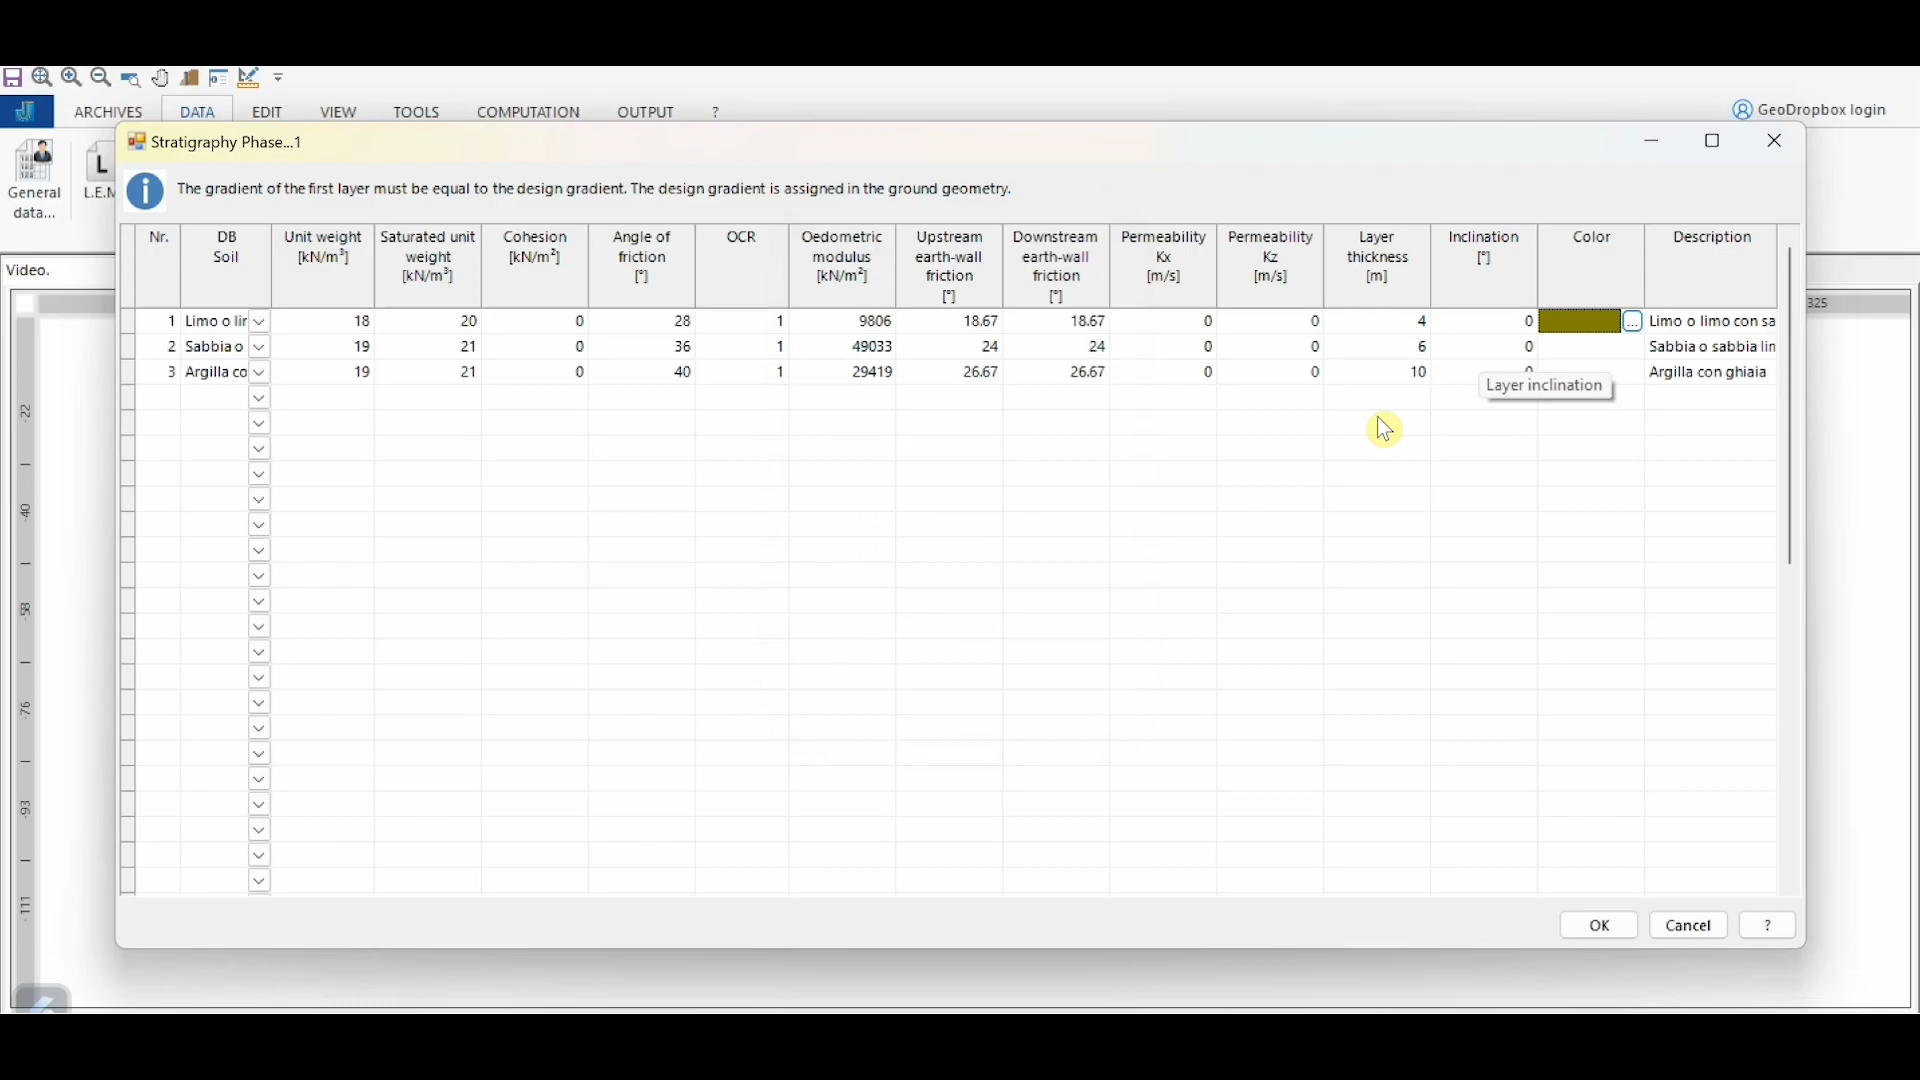 ARCHIVES DATA EDIT VIEW TOOLS COMPUTATION OUTPUT ? GeoDropbox login
General
data...
L
L.E.M
Stratigraphy Phase...1
The gradient of the first layer must be equal to the design gradient. The design gradient is assigned in the ground geometry.
Nr. DB Soil Unit weight [kN/m³] Saturated unit weight [kN/m³] Cohesion [kN/m²] Angle of friction [°] OCR Oedometric modulus [kN/m²] Upstream earth-wall friction [°] Downstream earth-wall friction [°] Permeability Kx [m/s] Permeability Kz [m/s] Layer thickness [m] Inclination [°] Color Description
1 Limo o lir 18 20 0 28 1 9806 18.67 18.67 0 0 4 0 ... Limo o limo con sa
2 Sabbia o 19 21 0 36 1 49033 24 24 0 0 6 0 Sabbia o sabbia lin
3 Argilla co 19 21 0 40 1 29419 26.67 26.67 0 0 10 0 Argilla con ghiaia
Layer inclination
Video.
325
-22
-40
-58
-76
-93
-111
OK Cancel ?